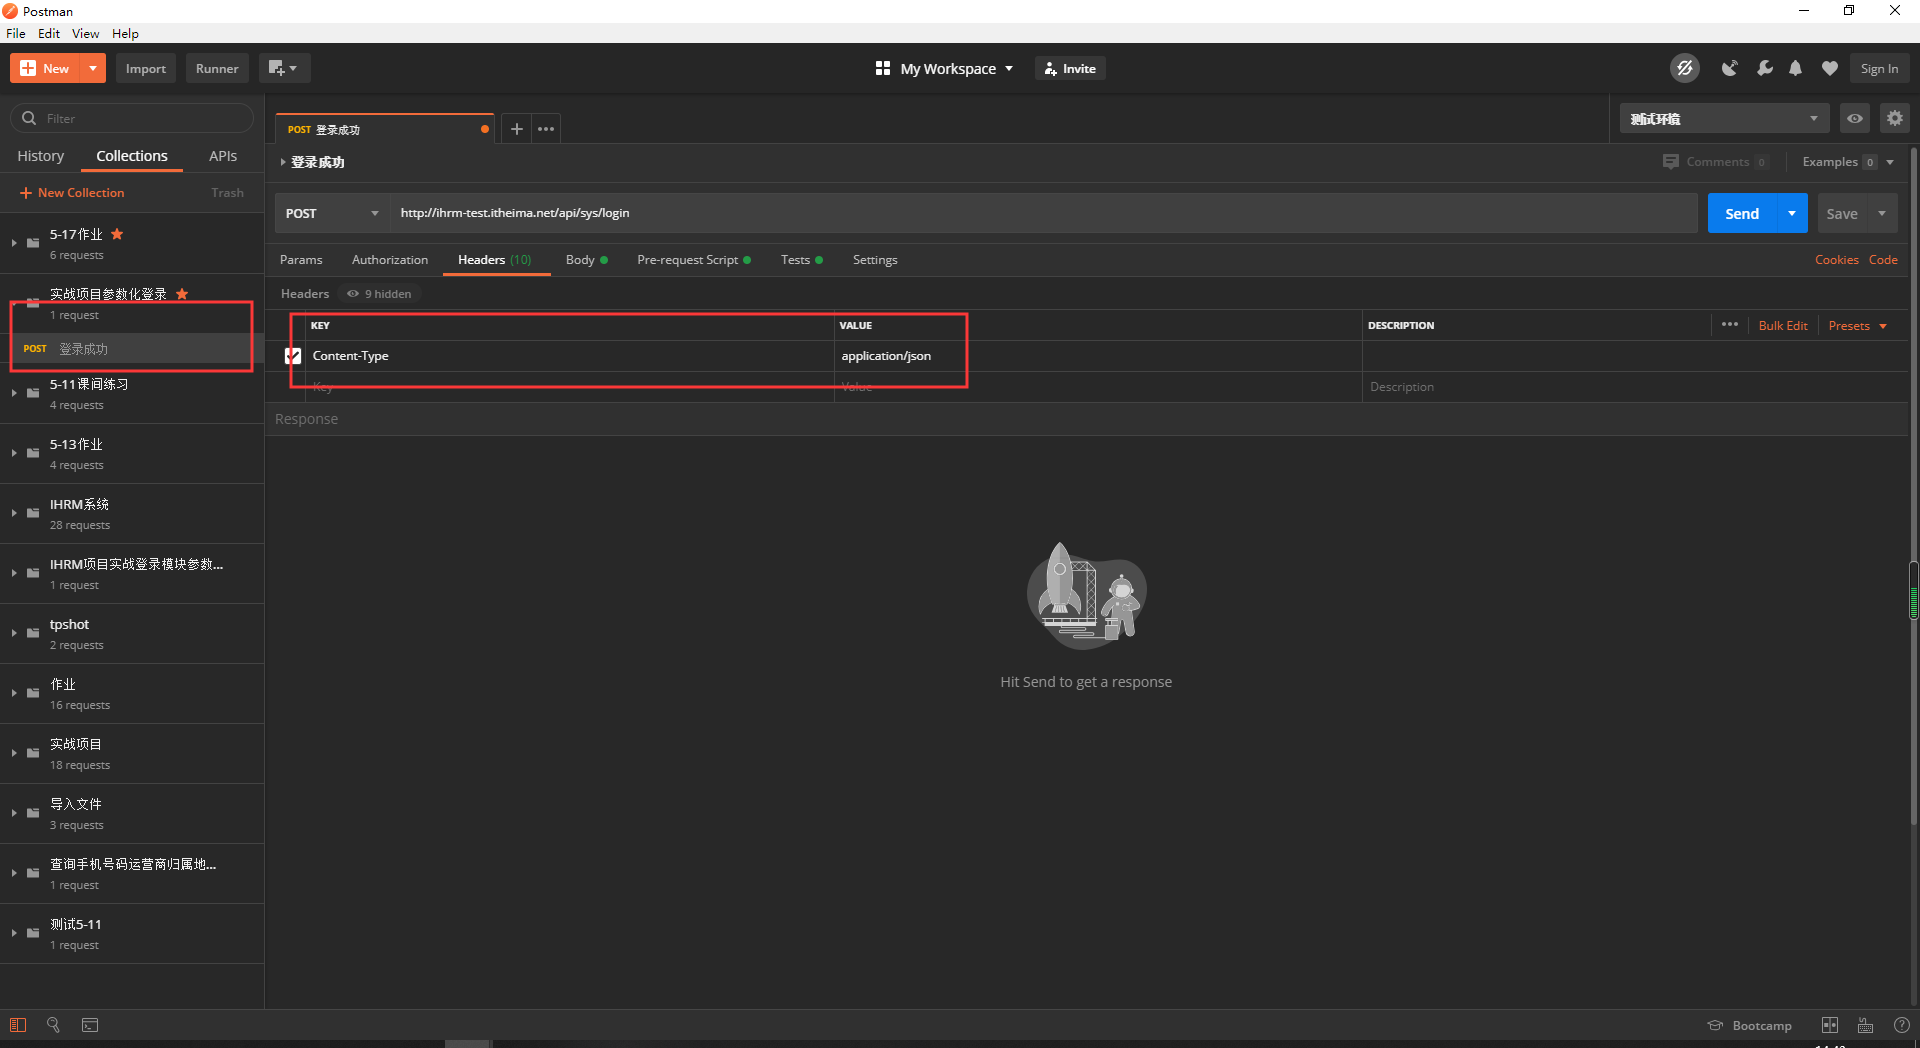 Postman
File Edit View Help
New Import Runner My Workspace Invite Sign In
Filter
POST 登录成功
测试环境
History Collections APIs
登录成功
Comments 0 Examples 0
New Collection Trash
POST http://ihrm-test.itheima.net/api/sys/login Send Save
5-17作业
6 requests
Params Authorization Headers (10) Body Pre-request Script Tests Settings Cookies Code
实战项目参数化登录
1 request
Headers 9 hidden
KEY VALUE DESCRIPTION Bulk Edit Presets
POST 登录成功
Content-Type application/json
Key Value Description
5-11课间练习
4 requests
Response
5-13作业
4 requests
IHRM系统
28 requests
IHRM项目实战登录模块参数...
1 request
tpshot
2 requests
作业
16 requests
Hit Send to get a response
实战项目
18 requests
导入文件
3 requests
查询手机号码运营商归属地...
1 request
测试5-11
1 request
Bootcamp